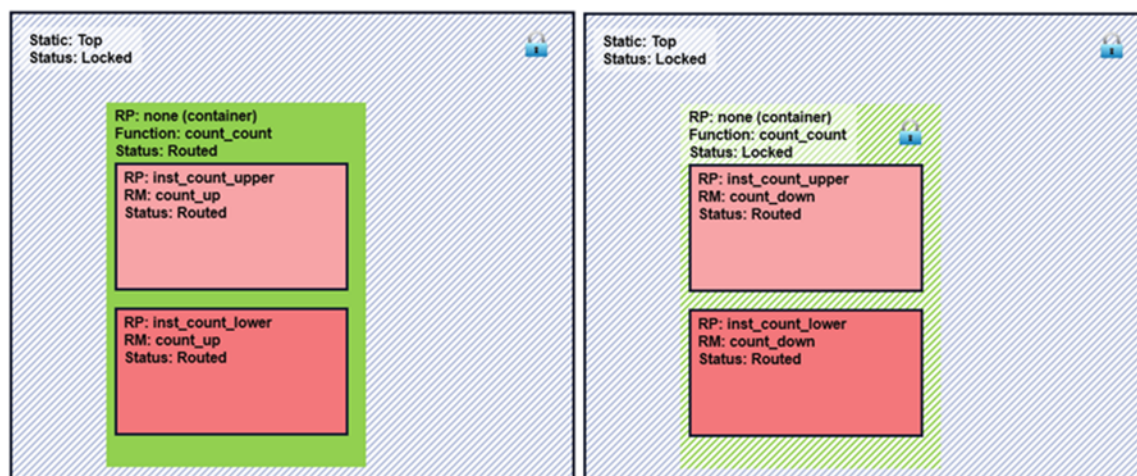 Static: Top
Status: Locked
RP: none (container)
Function: count_count
Status: Routed
RP: inst_count_upper
RM: count_up
Status: Routed
RP: inst_count_lower
RM: count_up
Status: Routed
Static: Top
Status: Locked
RP: none (container)
Function: count_count
Status: Locked
RP: inst_count_upper
RM: count_down
Status: Routed
RP: inst_count_lower
RM: count_down
Status: Routed